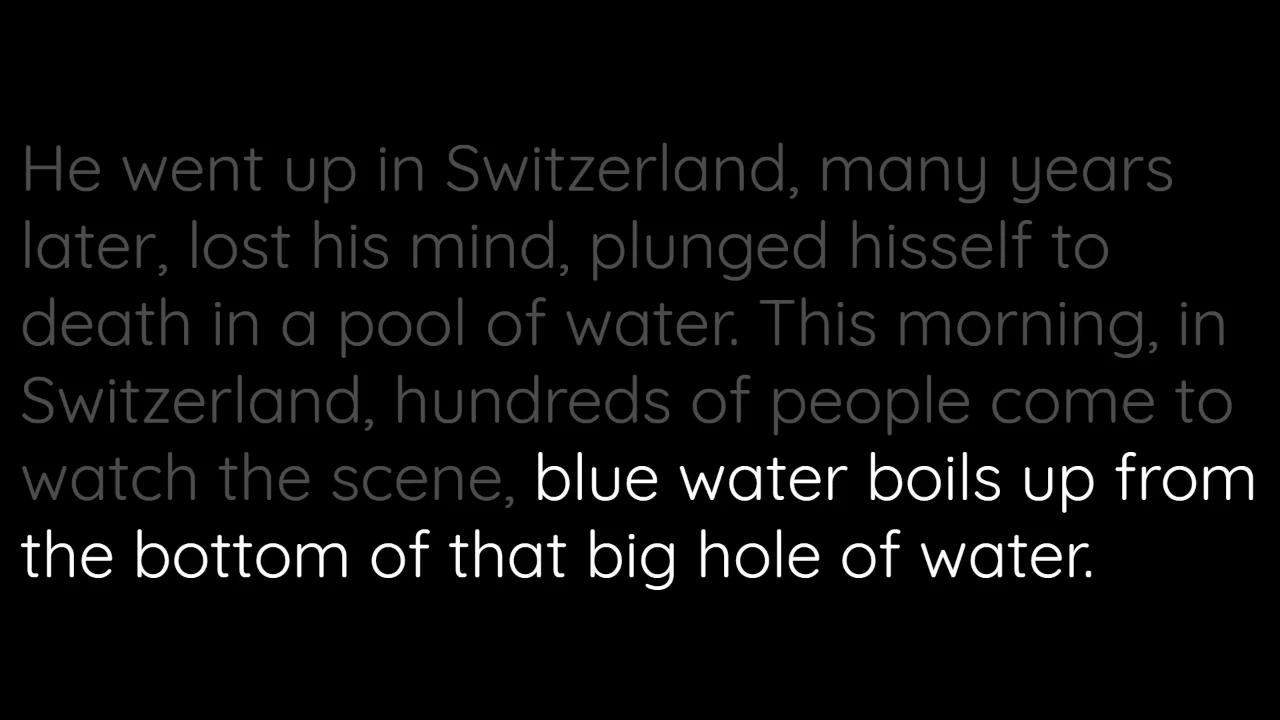 He went up in Switzerland, many years
later, lost his mind, plunged hisself to
death in a pool of water. This morning, in
Switzerland, hundreds of people come to
watch the scene, blue water boils up from
the bottom of that big hole of water.